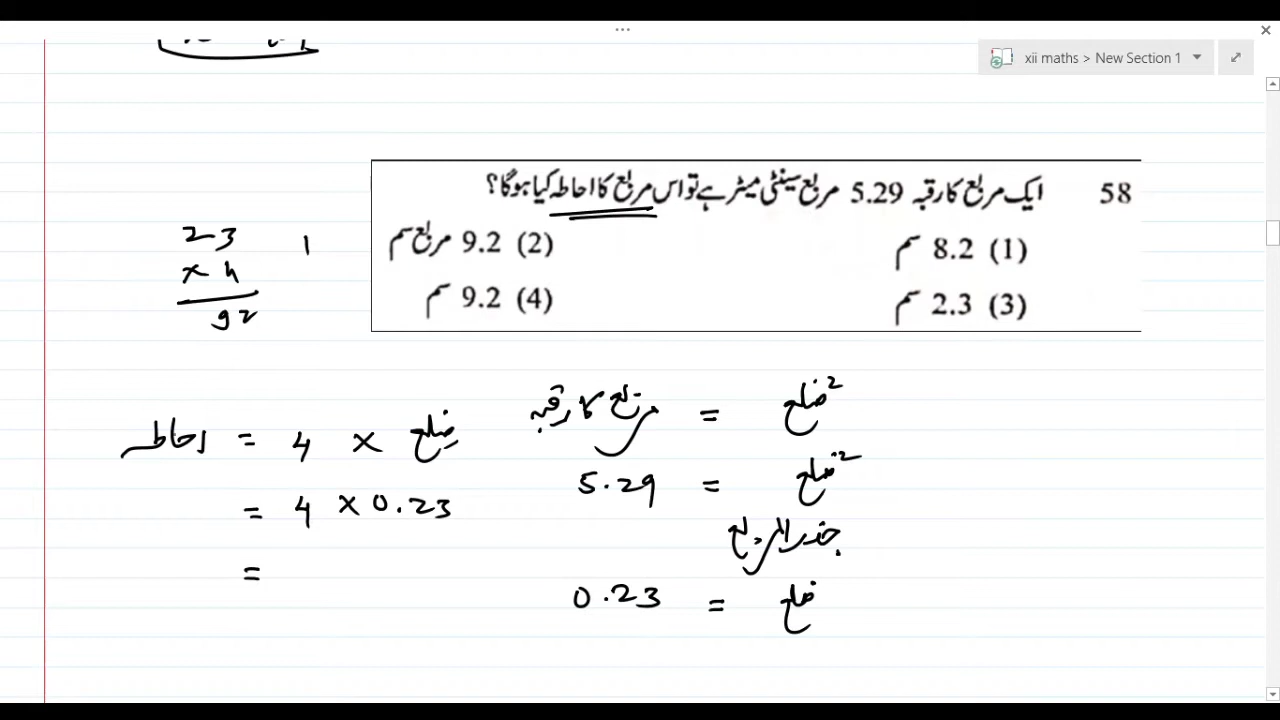 xii maths > New Section 1
58 ایک مربع کا رقبہ 5.29 مربع سینٹی میٹر ہے تو اس مربع کا احاطہ کیا ہوگا؟
(1) 8.2 سم (2) 9.2 مربع سم
(3) 2.3 سم (4) 9.2 سم
23
x 4
92
1
ضلع² = مربع کا رقبہ
ضلع² = 5.29
جذر المربع
ضلع = 0.23
احاطہ = 4 x ضلع
= 4 x 0.23
=